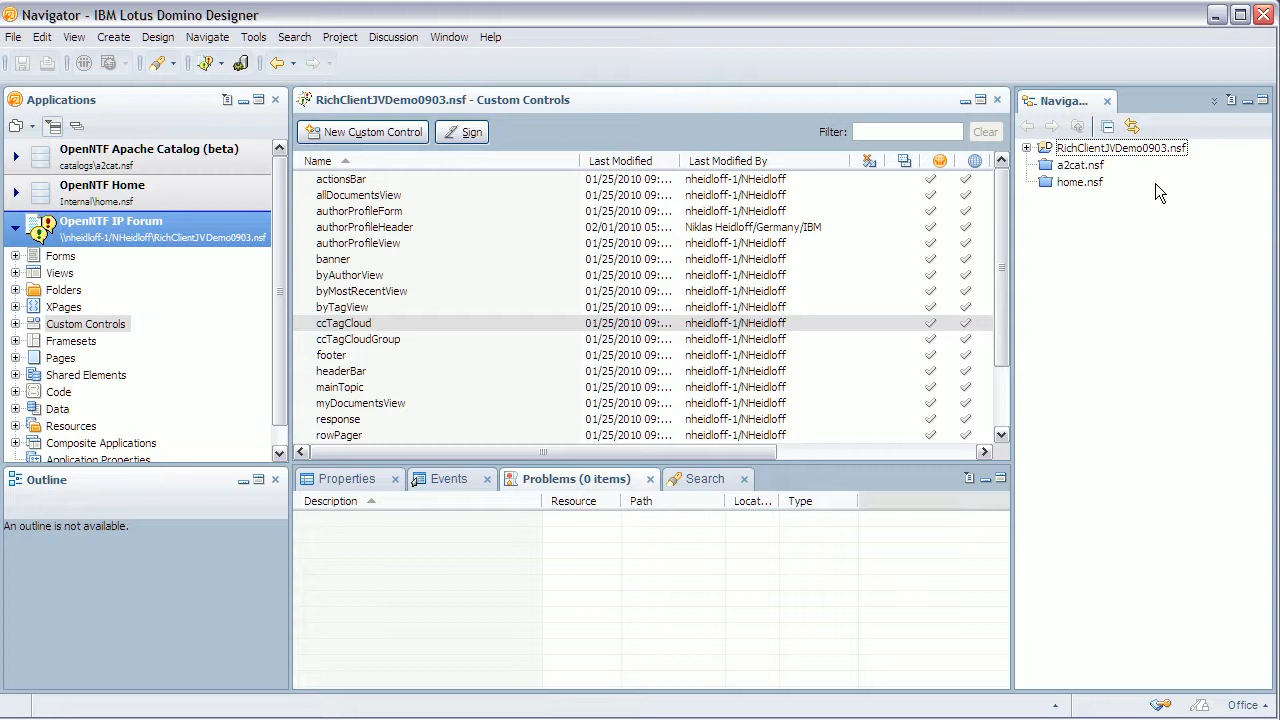 Navigator - IBM Lotus Domino Designer
File Edit View Create Design Navigate Tools Search Project Discussion Window Help
Applications
OpenNTF Apache Catalog (beta)
catalogs\a2cat.nsf
OpenNTF Home
Internal\home.nsf
OpenNTF IP Forum
\\nheidloff-1/NHeidloff\RichClientJVDemo0903.nsf
Forms
Views
Folders
XPages
Custom Controls
Framesets
Pages
Shared Elements
Code
Data
Resources
Composite Applications
Application Properties
Outline
An outline is not available.
RichClientJVDemo0903.nsf - Custom Controls
New Custom Control Sign Filter: Clear
Name Last Modified Last Modified By
actionsBar 01/25/2010 09:... nheidloff-1/NHeidloff
allDocumentsView 01/25/2010 09:... nheidloff-1/NHeidloff
authorProfileForm 01/25/2010 09:... nheidloff-1/NHeidloff
authorProfileHeader 02/01/2010 05:... Niklas Heidloff/Germany/IBM
authorProfileView 01/25/2010 09:... nheidloff-1/NHeidloff
banner 01/25/2010 09:... nheidloff-1/NHeidloff
byAuthorView 01/25/2010 09:... nheidloff-1/NHeidloff
byMostRecentView 01/25/2010 09:... nheidloff-1/NHeidloff
byTagView 01/25/2010 09:... nheidloff-1/NHeidloff
ccTagCloud 01/25/2010 09:... nheidloff-1/NHeidloff
ccTagCloudGroup 01/25/2010 09:... nheidloff-1/NHeidloff
footer 01/25/2010 09:... nheidloff-1/NHeidloff
headerBar 01/25/2010 09:... nheidloff-1/NHeidloff
mainTopic 01/25/2010 09:... nheidloff-1/NHeidloff
myDocumentsView 01/25/2010 09:... nheidloff-1/NHeidloff
response 01/25/2010 09:... nheidloff-1/NHeidloff
rowPager 01/25/2010 09:... nheidloff-1/NHeidloff
Properties Events Problems (0 items) Search
Description Resource Path Locat... Type
Naviga...
RichClientJVDemo0903.nsf
a2cat.nsf
home.nsf
Office